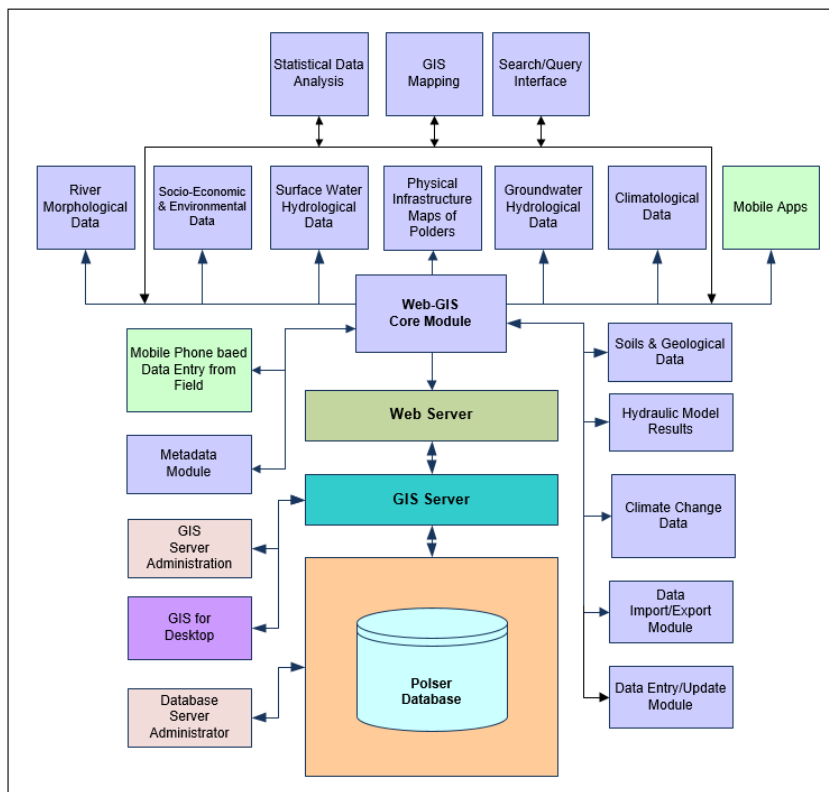 Statistical Data
Analysis
GIS
Mapping
Search/Query
Interface
River
Morphological
Data
Socio-Economic
& Environmental
Data
Surface Water
Hydrological
Data
Physical
Infrastructure
Maps of
Polders
Groundwater
Hydrological
Data
Climatological
Data
Mobile Apps
Web-GIS
Core Module
Mobile Phone baed
Data Entry from
Field
Soils & Geological
Data
Web Server
Hydraulic Model
Results
Metadata
Module
GIS Server
Climate Change
Data
GIS
Server
Administration
GIS for
Desktop
Data
Import/Export
Module
Polser
Database
Database
Server
Administrator
Data Entry/Update
Module